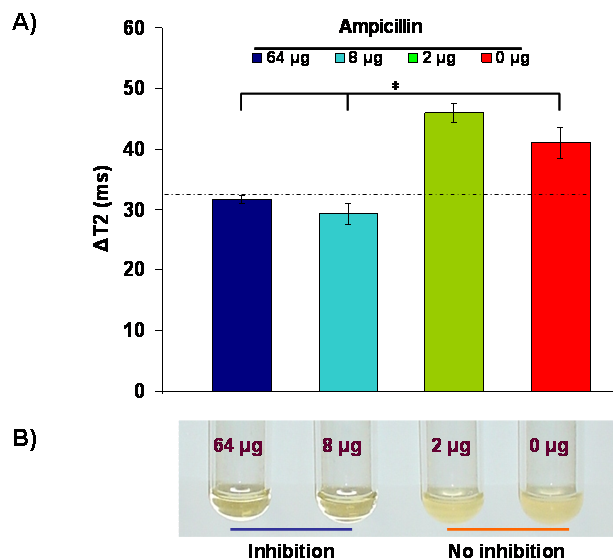 A)
Ampicillin
64 µg 8 µg 2 µg 0 µg
*
60
50
40
30
20
10
0
ΔT2 (ms)
B)
64 µg 8 µg 2 µg 0 µg
Inhibition No inhibition